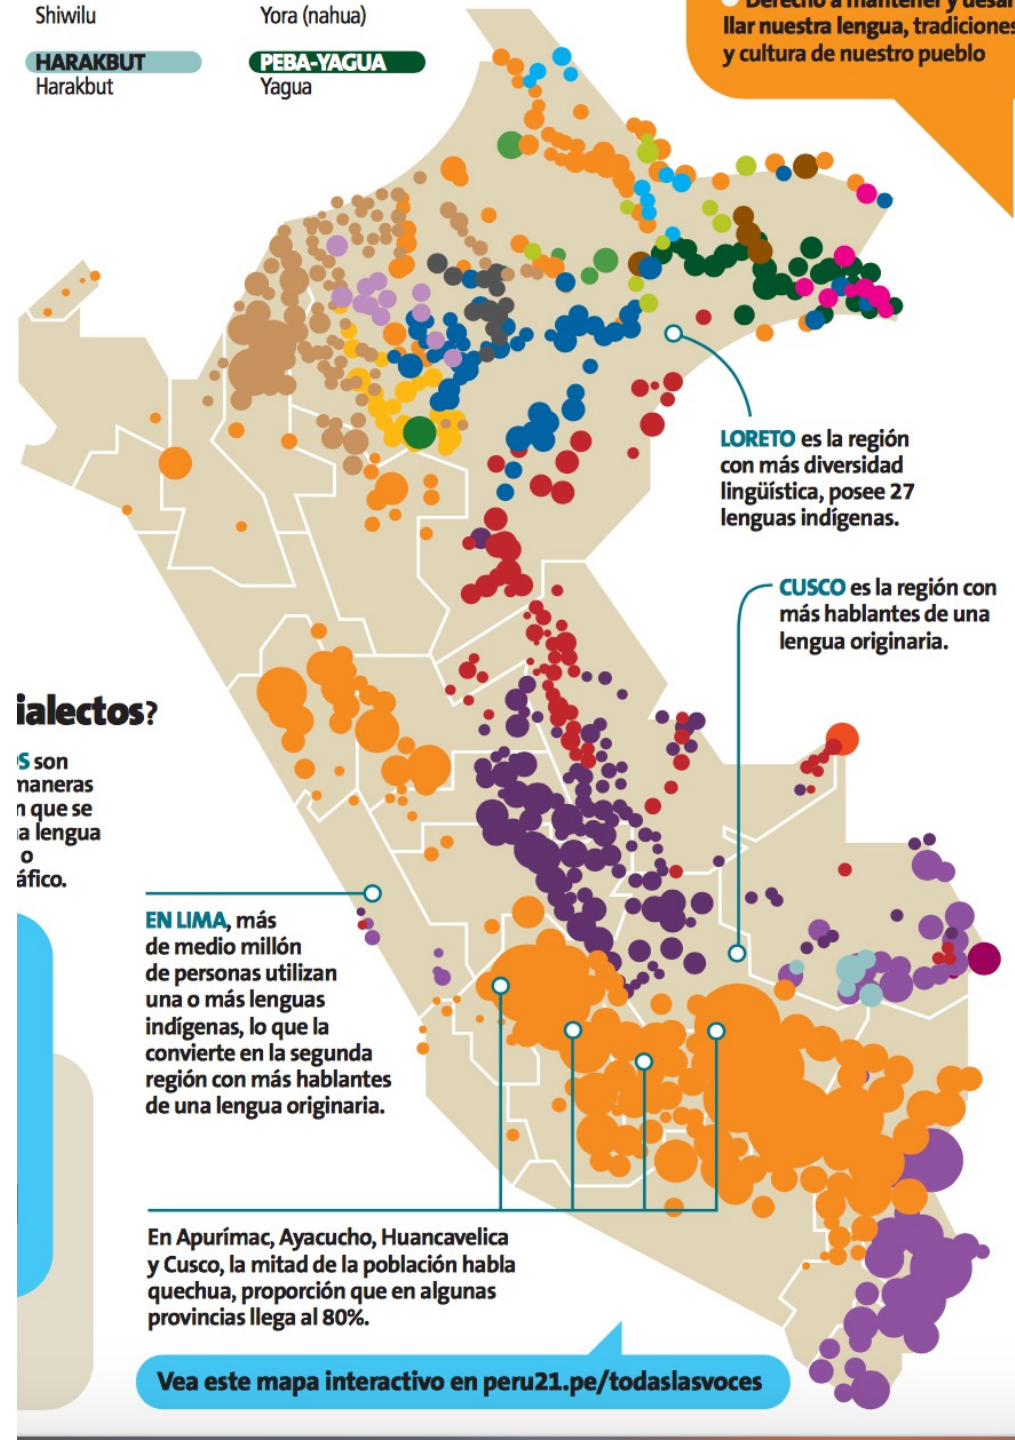 Shiwilu
Yora (nahua)
HARAKBUT
Harakbut
PEBA-YAGUA
Yagua
llar nuestra lengua, tradiciones
y cultura de nuestro pueblo
LORETO es la región
con más diversidad
lingüística, posee 27
lenguas indígenas.
CUSCO es la región con
más hablantes de una
lengua originaria.
ialectos?
S son
maneras
n que se
a lengua
o
áfico.
EN LIMA, más
de medio millón
de personas utilizan
una o más lenguas
indígenas, lo que la
convierte en la segunda
región con más hablantes
de una lengua originaria.
En Apurímac, Ayacucho, Huancavelica
y Cusco, la mitad de la población habla
quechua, proporción que en algunas
provincias llega al 80%.
Vea este mapa interactivo en peru21.pe/todaslasvoces